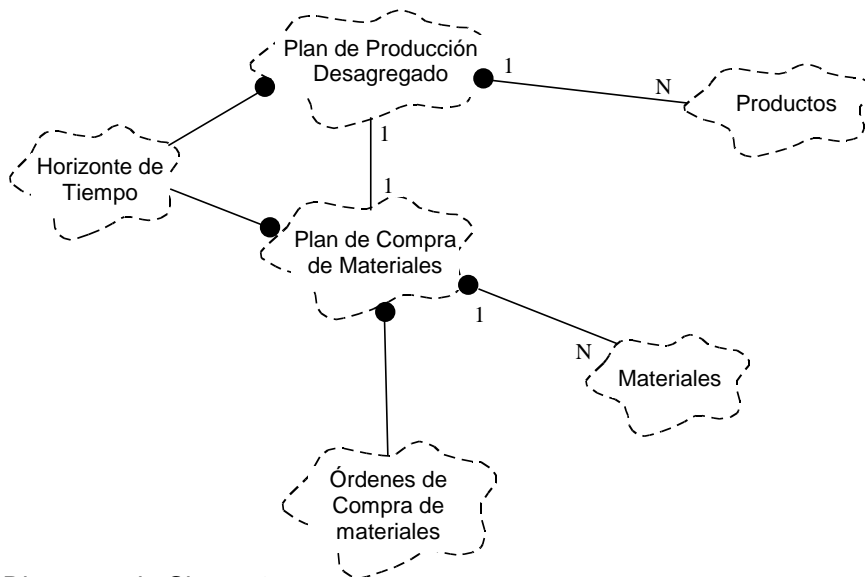 Plan de Producción
Desagregado
1
N
Productos
Horizonte de
Tiempo
1
1
Plan de Compra
de Materiales
1
N
Materiales
Órdenes de
Compra de
materiales